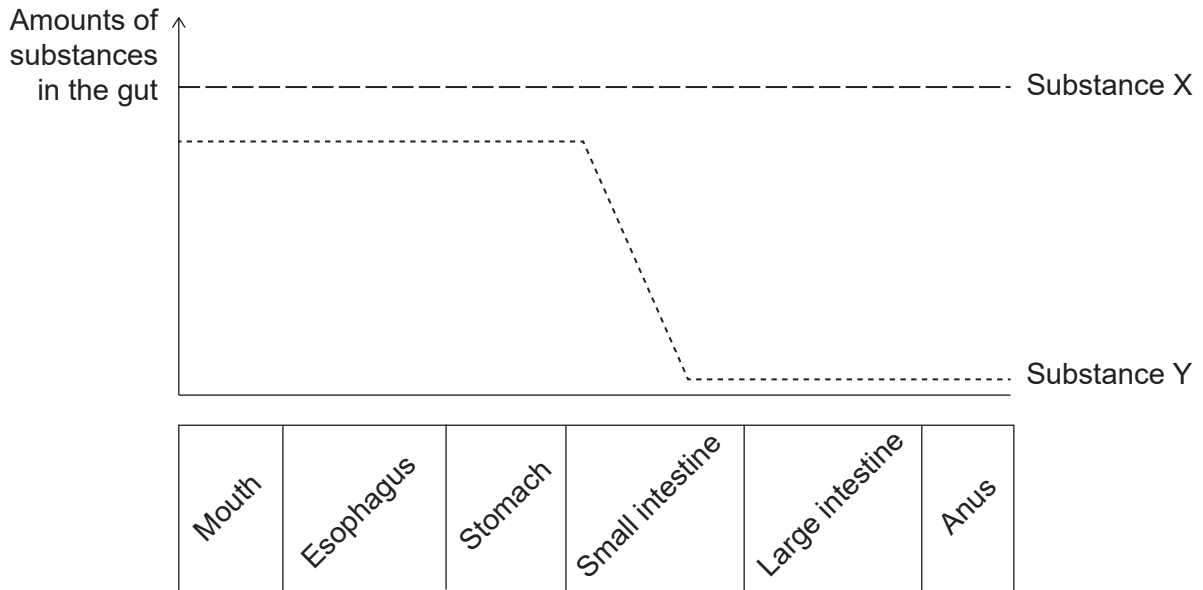 Amounts of
substances
in the gut
Substance X
Substance Y
Mouth
Esophagus
Stomach
Small intestine
Large intestine
Anus